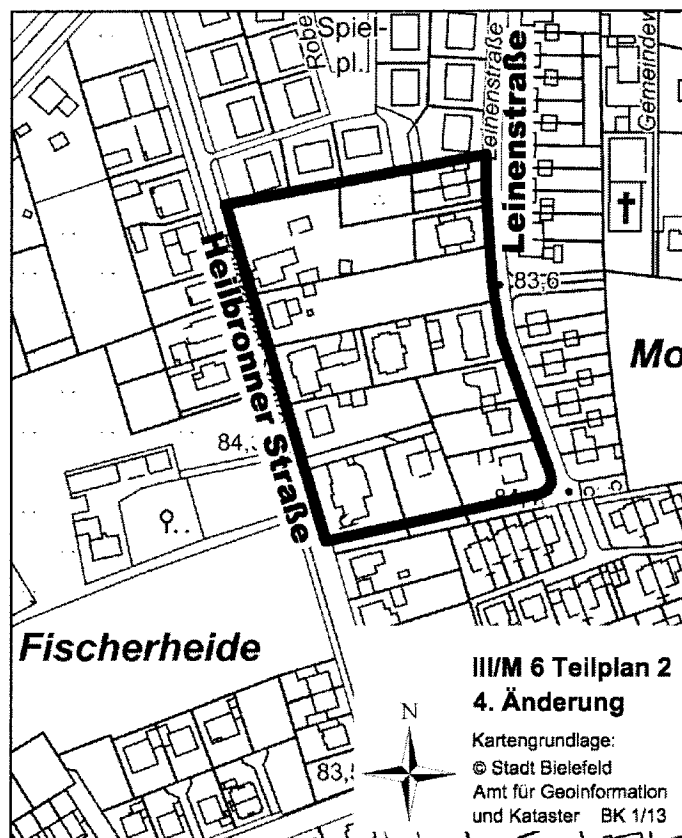 Spiel-
pl.
Leinenstraße
Leinenstraße
Gemeindew
83,6
Heilbronner Straße
Mo
84,
Fischerheide
III/M 6 Teilplan 2
4. Änderung
N
Kartengrundlage:
© Stadt Bielefeld
Amt für Geoinformation
und Kataster BK 1/13
83,5